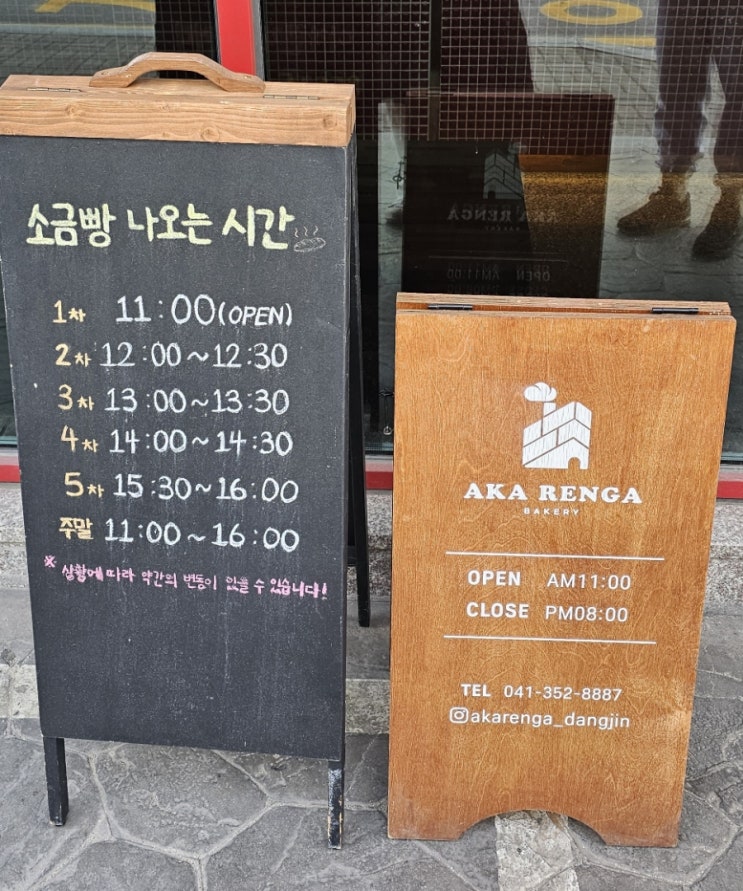 소금빵 나오는 시간
1차 11:00(OPEN)
2차 12:00~12:30
3차 13:00~13:30
4차 14:00~14:30
5차 15:30~16:00
주말 11:00~16:00
※ 상황에 따라 약간의 변동이 있을 수 있습니다!
AKA RENGA
BAKERY
OPEN AM11:00
CLOSE PM08:00
TEL 041-352-8887
akarenga_dangjin